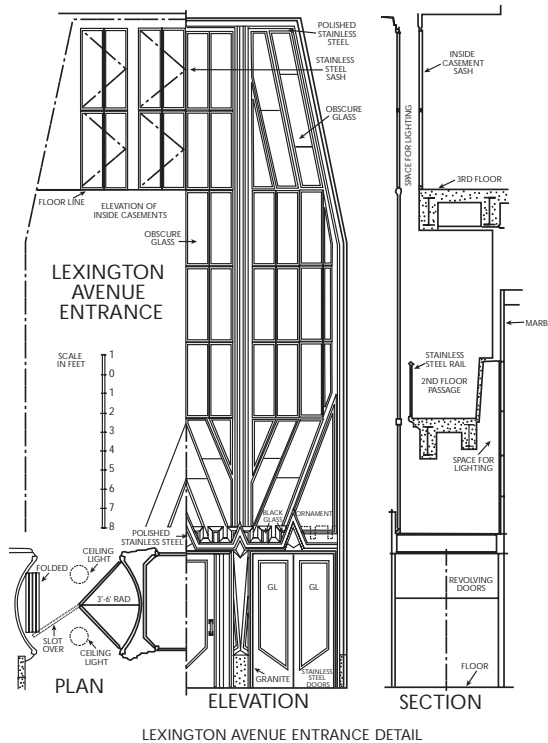 POLISHED
STAINLESS
STEEL
STAINLESS
STEEL
SASH
OBSCURE
GLASS
INSIDE
CASEMENT
SASH
SPACE FOR LIGHTING
3RD FLOOR
FLOOR LINE
ELEVATION OF
INSIDE CASEMENTS
OBSCURE
GLASS
LEXINGTON
AVENUE
ENTRANCE
SCALE
IN FEET
1
0
1
2
3
4
5
6
7
8
MARB
STAINLESS
STEEL RAIL
2ND FLOOR
PASSAGE
SPACE FOR
LIGHTING
BLACK
GLASS
ORNAMENT
POLISHED
STAINLESS STEEL
FOLDED
CEILING
LIGHT
3'-6' RAD
SLOT
OVER
CEILING
LIGHT
GL
GL
GRANITE
STAINLESS
STEEL DOORS
REVOLVING
DOORS
FLOOR
PLAN
ELEVATION
SECTION
LEXINGTON AVENUE ENTRANCE DETAIL